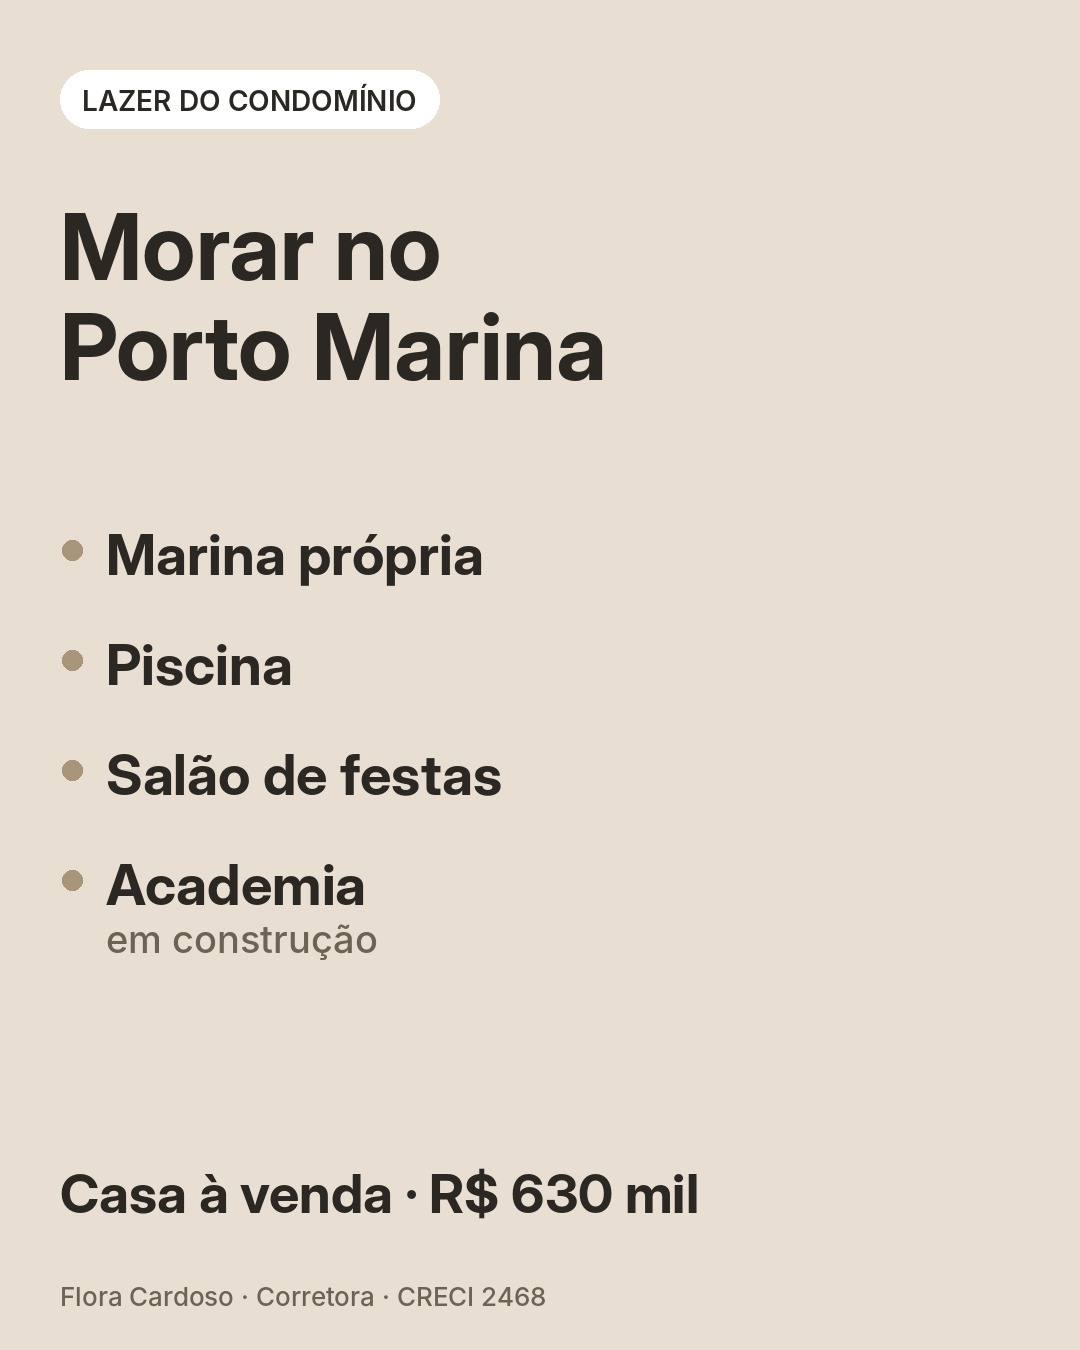 LAZER DO CONDOMÍNIO
Morar no
Porto Marina
Marina própria
Piscina
Salão de festas
Academia
em construção
Casa à venda · R$ 630 mil
Flora Cardoso · Corretora · CRECI 2468